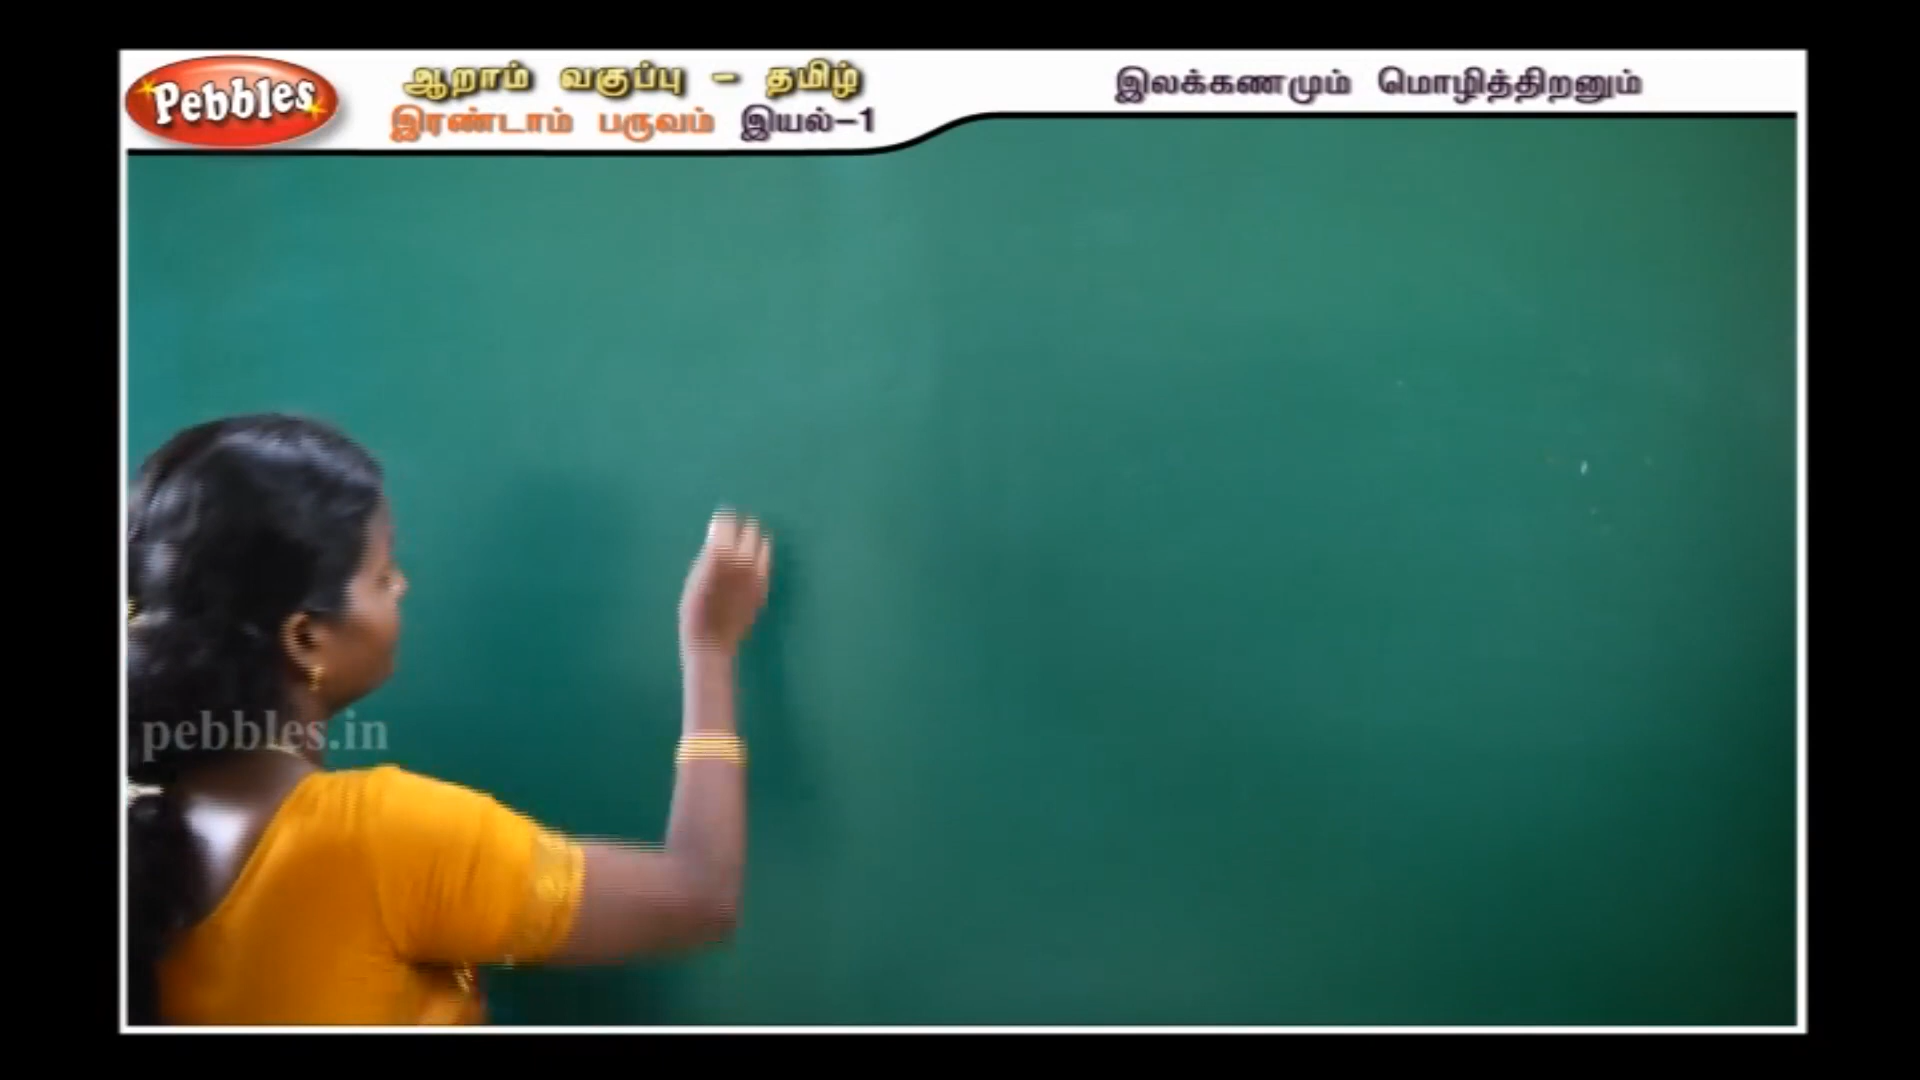 Pebbles
ஆறாம் வகுப்பு - தமிழ்
இரண்டாம் பருவம் இயல்-1
இலக்கணமும் மொழித்திறனும்
pebbles.in